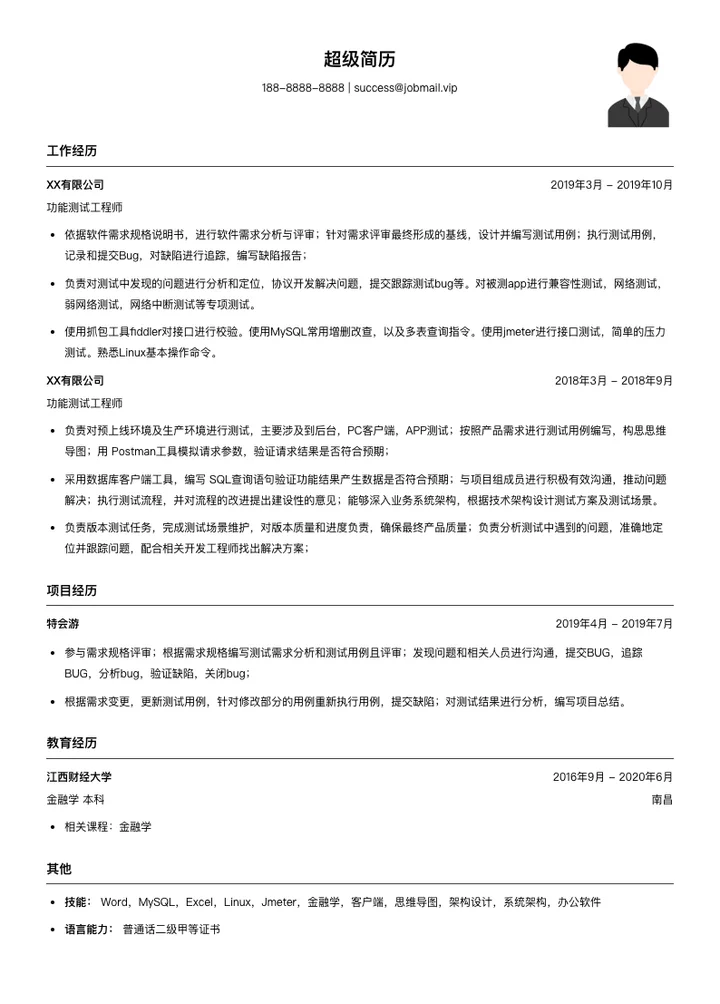 超级简历
188-8888-8888 | success@jobmail.vip
工作经历
XX有限公司 2019年3月 - 2019年10月
功能测试工程师
• 依据软件需求规格说明书，进行软件需求分析与评审；针对需求评审最终形成的基线，设计并编写测试用例；执行测试用例，
记录和提交Bug，对缺陷进行追踪，编写缺陷报告；
• 负责对测试中发现的问题进行分析和定位，协议开发解决问题，提交跟踪测试bug等。对被测app进行兼容性测试，网络测试，
弱网络测试，网络中断测试等专项测试。
• 使用抓包工具fiddler对接口进行校验。使用MySQL常用增删改查，以及多表查询指令。使用jmeter进行接口测试，简单的压力
测试。熟悉Linux基本操作命令。
XX有限公司 2018年3月 - 2018年9月
功能测试工程师
• 负责对预上线环境及生产环境进行测试，主要涉及到后台，PC客户端，APP测试；按照产品需求进行测试用例编写，构思思维
导图；用 Postman工具模拟请求参数，验证请求结果是否符合预期；
• 采用数据库客户端工具，编写 SQL查询语句验证功能结果产生数据是否符合预期；与项目组成员进行积极有效沟通，推动问题
解决；执行测试流程，并对流程的改进提出建设性的意见；能够深入业务系统架构，根据技术架构设计测试方案及测试场景。
• 负责版本测试任务，完成测试场景维护，对版本质量和进度负责，确保最终产品质量；负责分析测试中遇到的问题，准确地定
位并跟踪问题，配合相关开发工程师找出解决方案；
项目经历
特会游 2019年4月 - 2019年7月
• 参与需求规格评审；根据需求规格编写测试需求分析和测试用例且评审；发现问题和相关人员进行沟通，提交BUG，追踪
BUG，分析bug，验证缺陷，关闭bug；
• 根据需求变更，更新测试用例，针对修改部分的用例重新执行用例，提交缺陷；对测试结果进行分析，编写项目总结。
教育经历
江西财经大学 2016年9月 - 2020年6月
金融学 本科 南昌
• 相关课程：金融学
其他
• 技能： Word，MySQL，Excel，Linux，Jmeter，金融学，客户端，思维导图，架构设计，系统架构，办公软件
• 语言能力： 普通话二级甲等证书